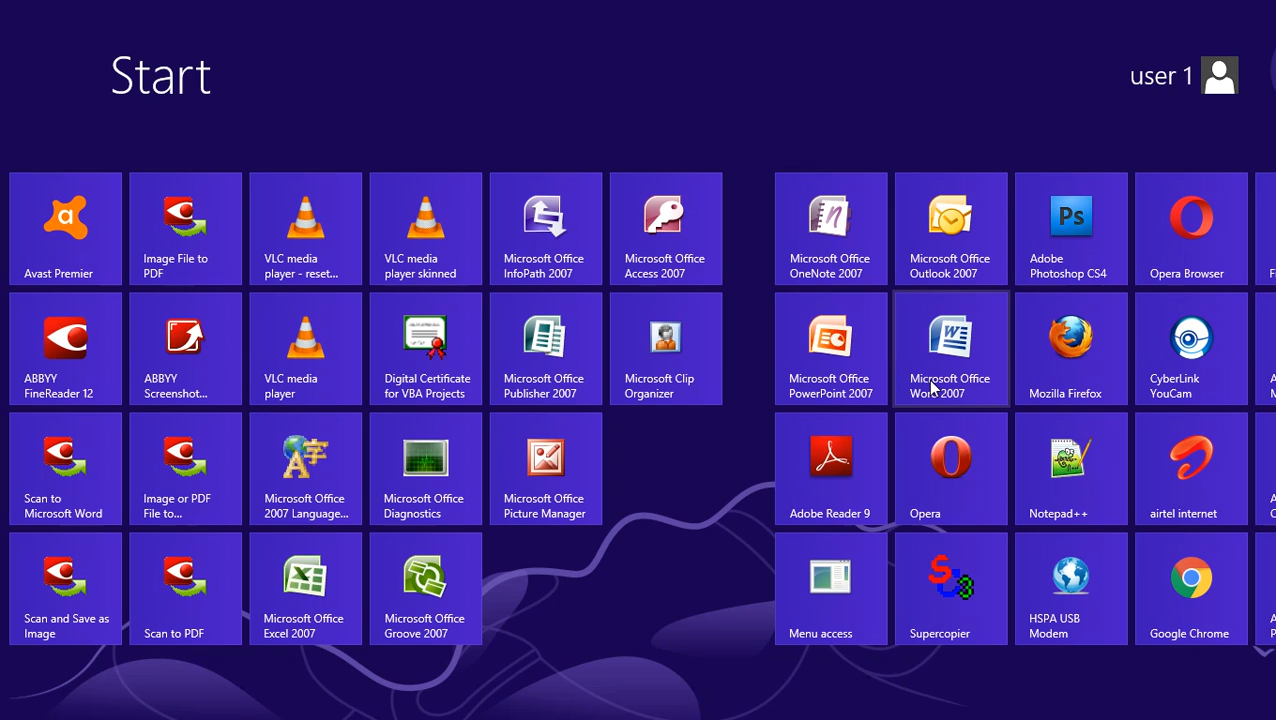 Start
user 1
Avast Premier
Image File to
PDF
VLC media
player - reset...
VLC media
player skinned
Microsoft Office
InfoPath 2007
Microsoft Office
Access 2007
Microsoft Office
OneNote 2007
Microsoft Office
Outlook 2007
Ps
Adobe
Photoshop CS4
Opera Browser
ABBYY
FineReader 12
ABBYY
Screenshot...
VLC media
player
Digital Certificate
for VBA Projects
Microsoft Office
Publisher 2007
Microsoft Clip
Organizer
Microsoft Office
PowerPoint 2007
Microsoft Office
Word 2007
Mozilla Firefox
CyberLink
YouCam
Scan to
Microsoft Word
Image or PDF
File to...
Microsoft Office
2007 Language...
Microsoft Office
Diagnostics
Microsoft Office
Picture Manager
Adobe Reader 9
Opera
Notepad++
airtel internet
Scan and Save as
Image
Scan to PDF
Microsoft Office
Excel 2007
Microsoft Office
Groove 2007
Menu access
Supercopier
HSPA USB
Modem
Google Chrome